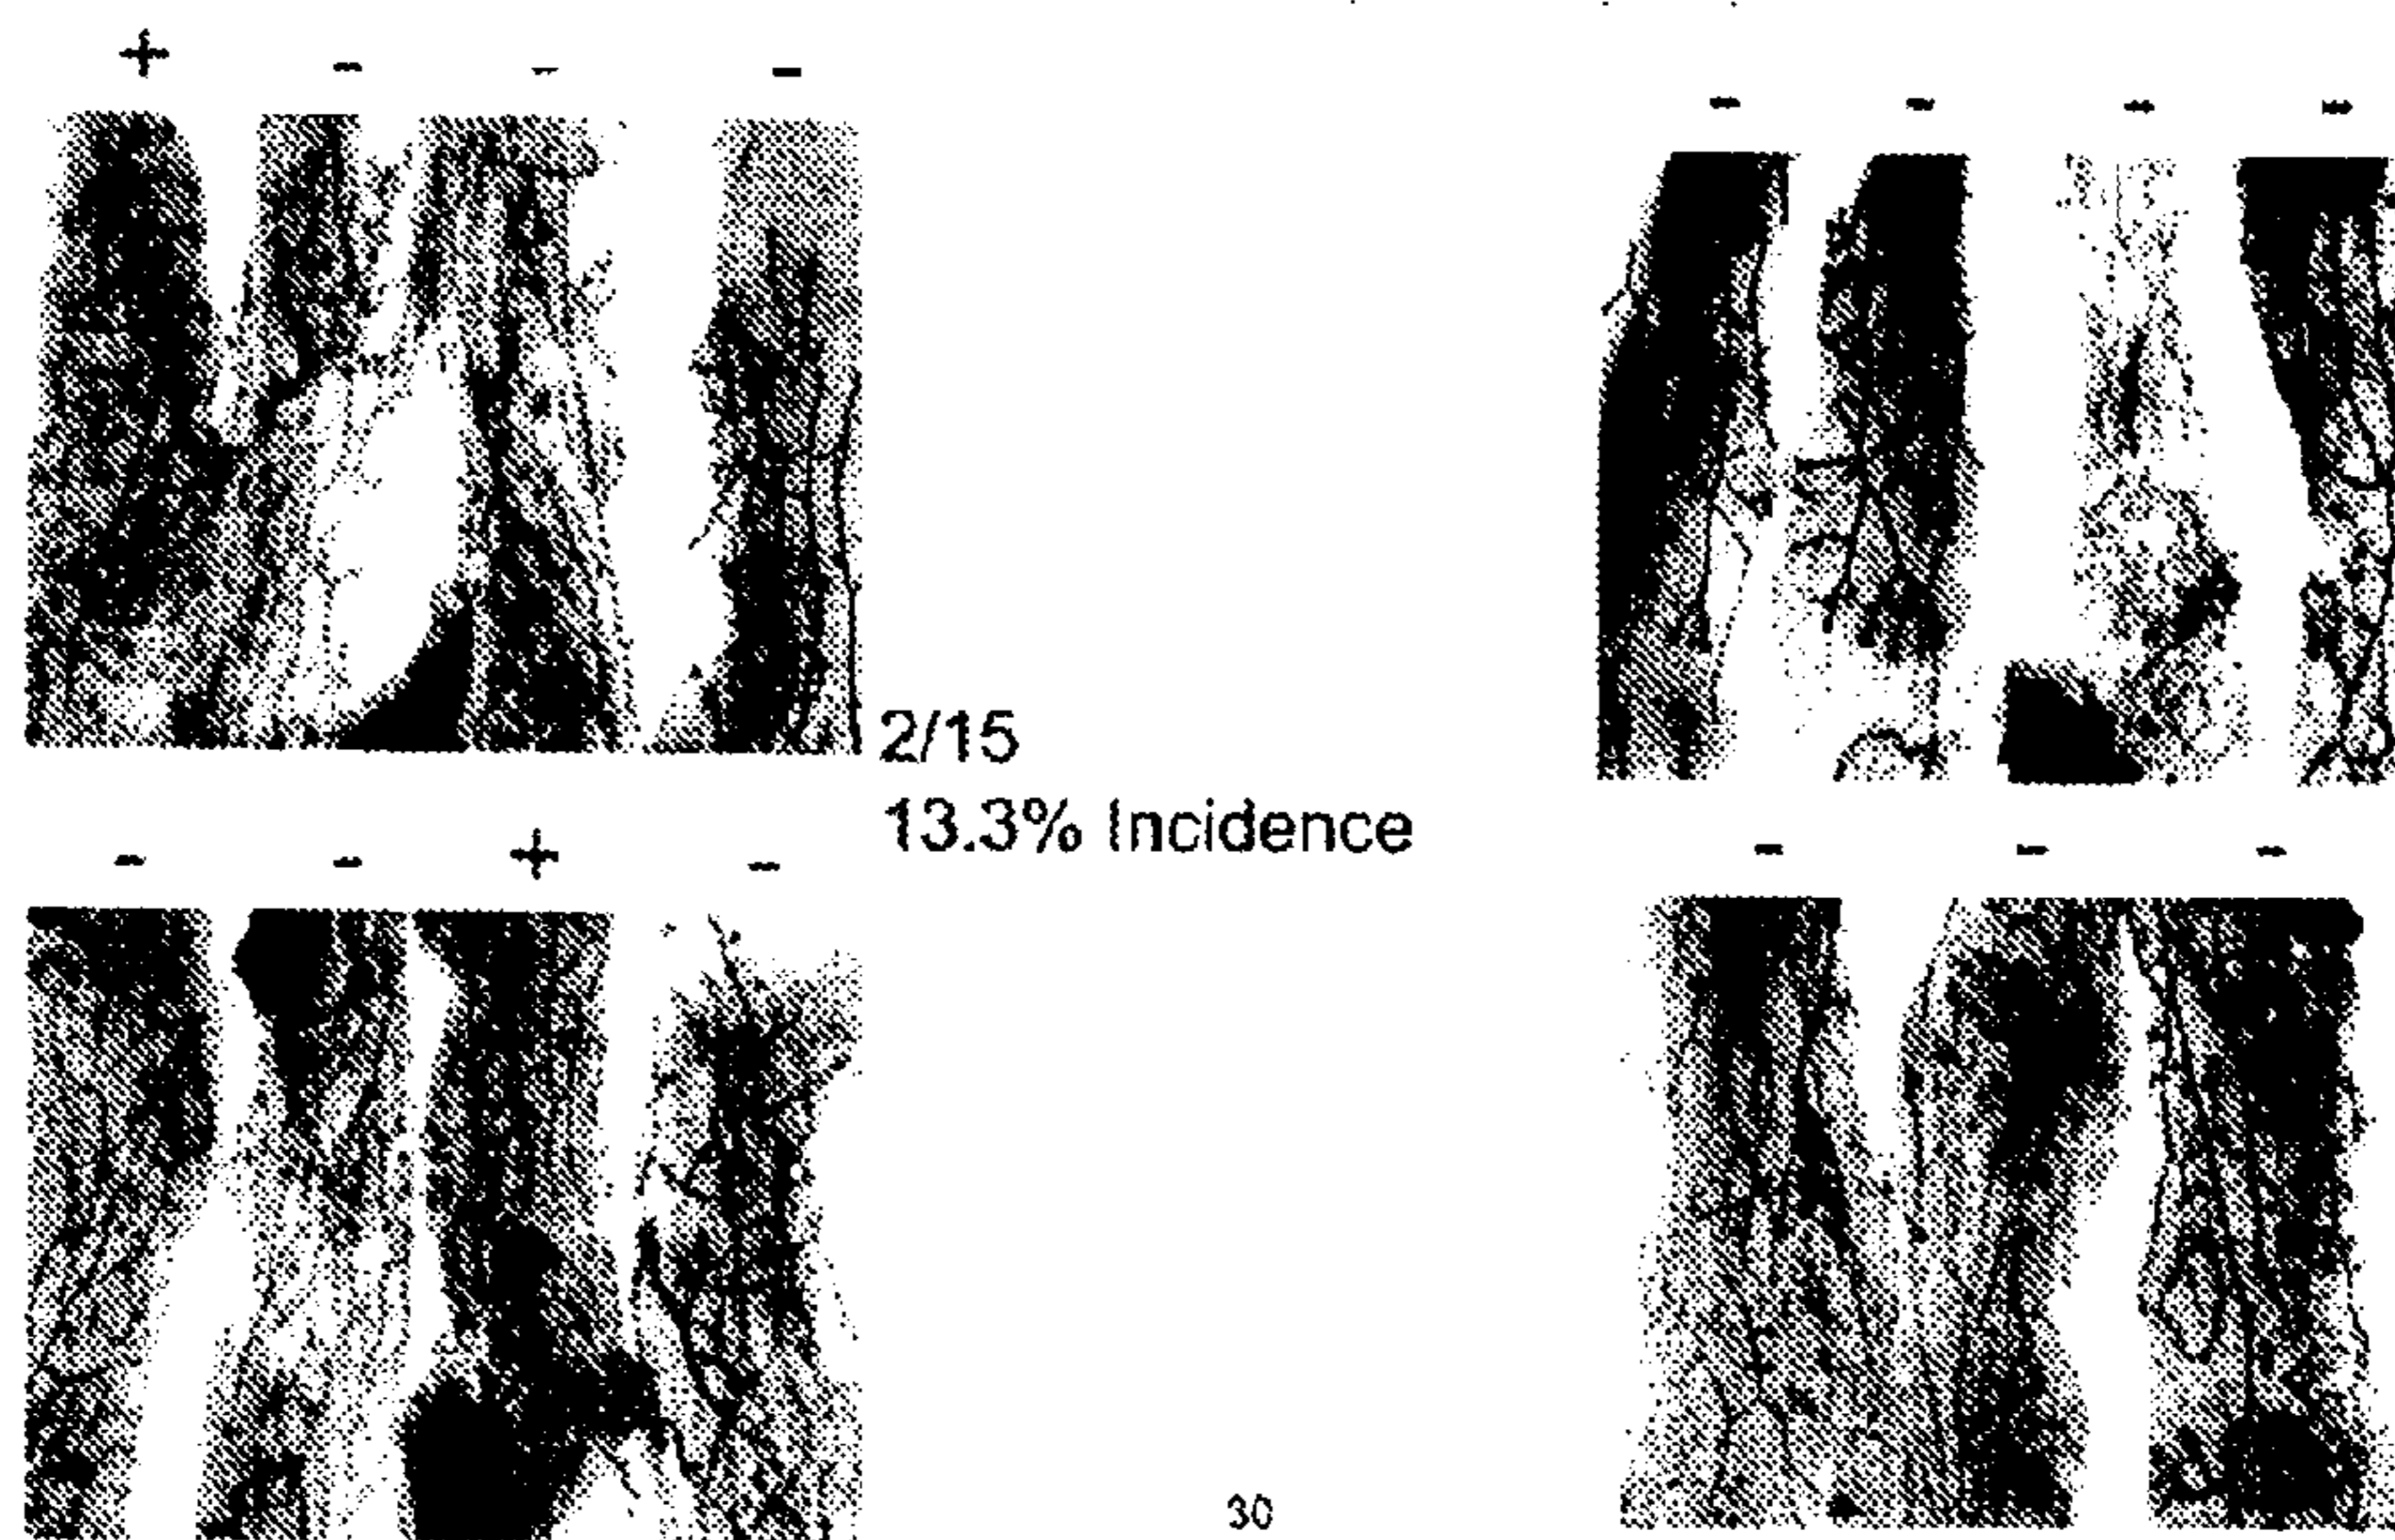 + - - -
- - - -
2/15
13.3% Incidence
- - + -
- - -
30